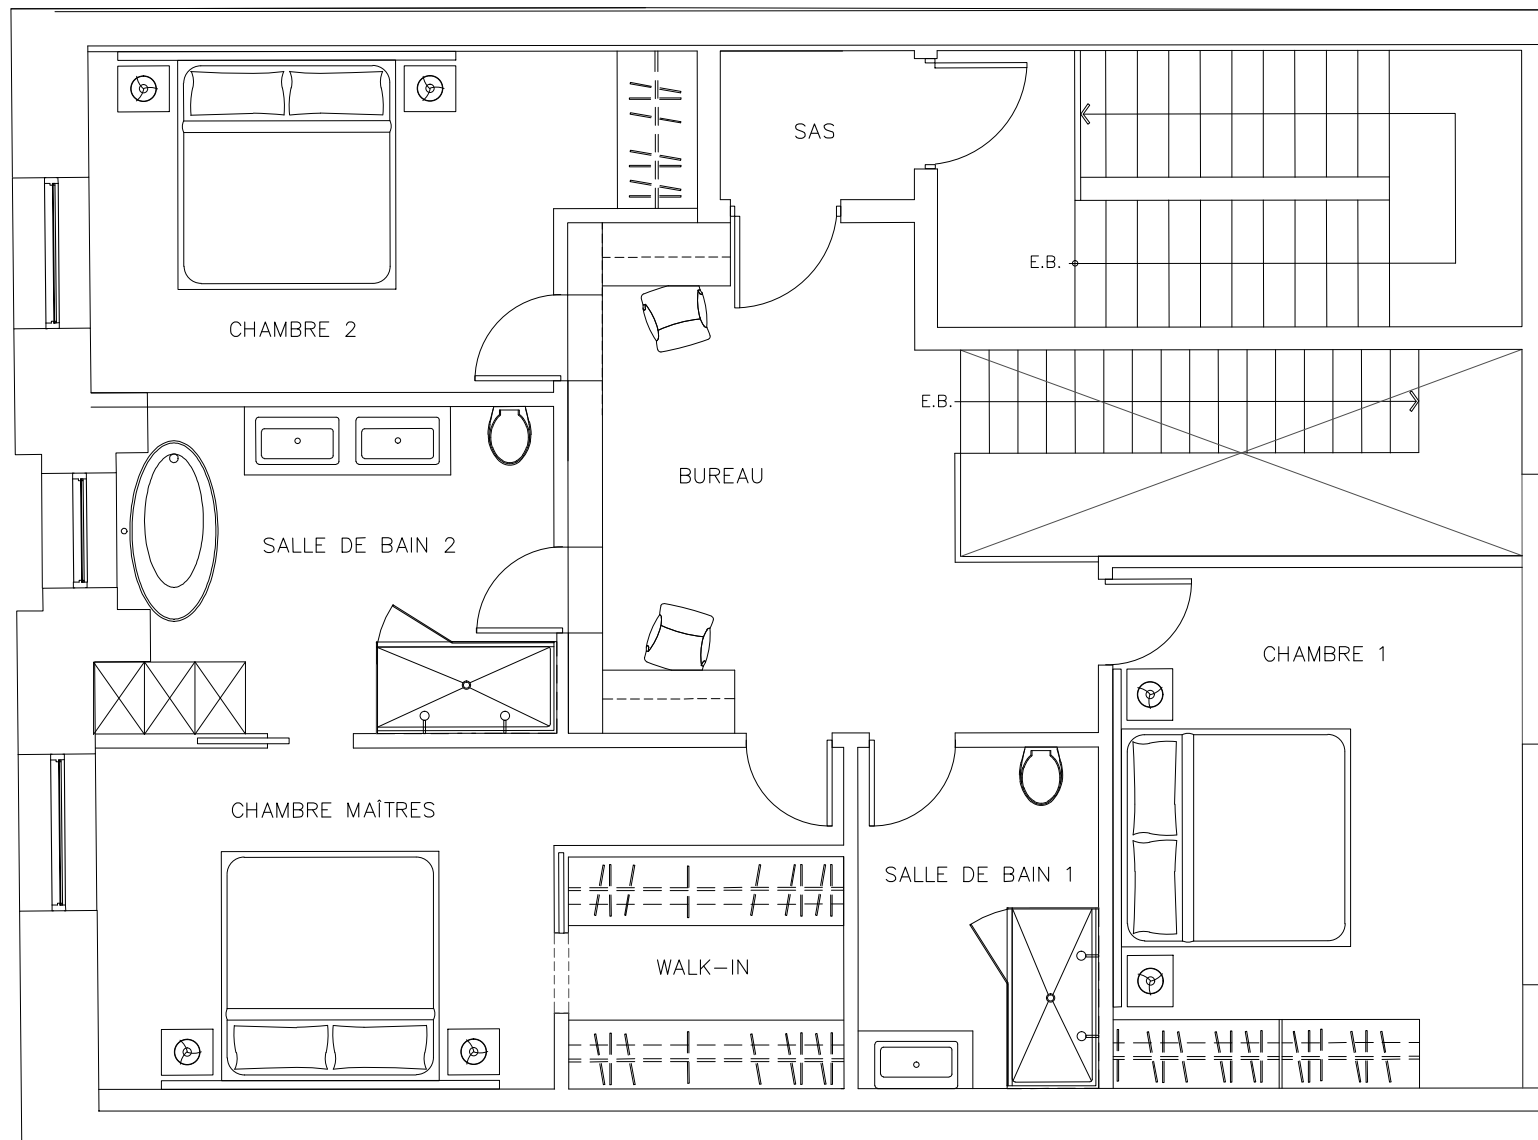 SAS
E.B.
CHAMBRE 2
E.B.
BUREAU
SALLE DE BAIN 2
CHAMBRE 1
CHAMBRE MAÎTRES
SALLE DE BAIN 1
WALK-IN